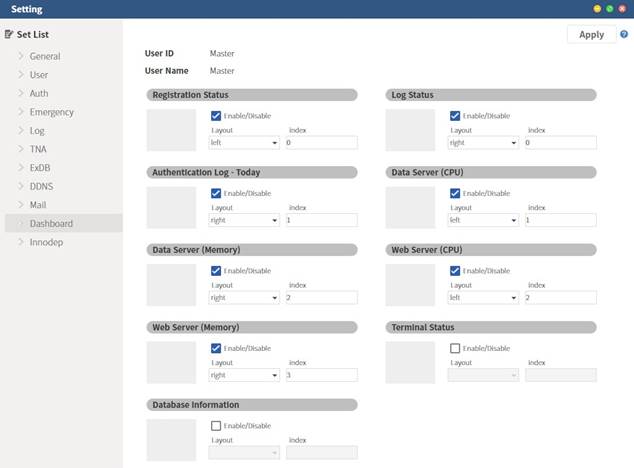 Setting
Set List
General
User
Auth
Emergency
Log
TNA
ExDB
DDNS
Mail
Dashboard
Innodep
Apply
?
User ID Master
User Name Master
Registration Status
Enable/Disable
Layout index
left 0
Log Status
Enable/Disable
Layout index
right 0
Authentication Log - Today
Enable/Disable
Layout index
right 1
Data Server (CPU)
Enable/Disable
Layout index
left 1
Data Server (Memory)
Enable/Disable
Layout index
right 2
Web Server (CPU)
Enable/Disable
Layout index
left 2
Web Server (Memory)
Enable/Disable
Layout index
right 3
Terminal Status
Enable/Disable
Layout index
Database Information
Enable/Disable
Layout index